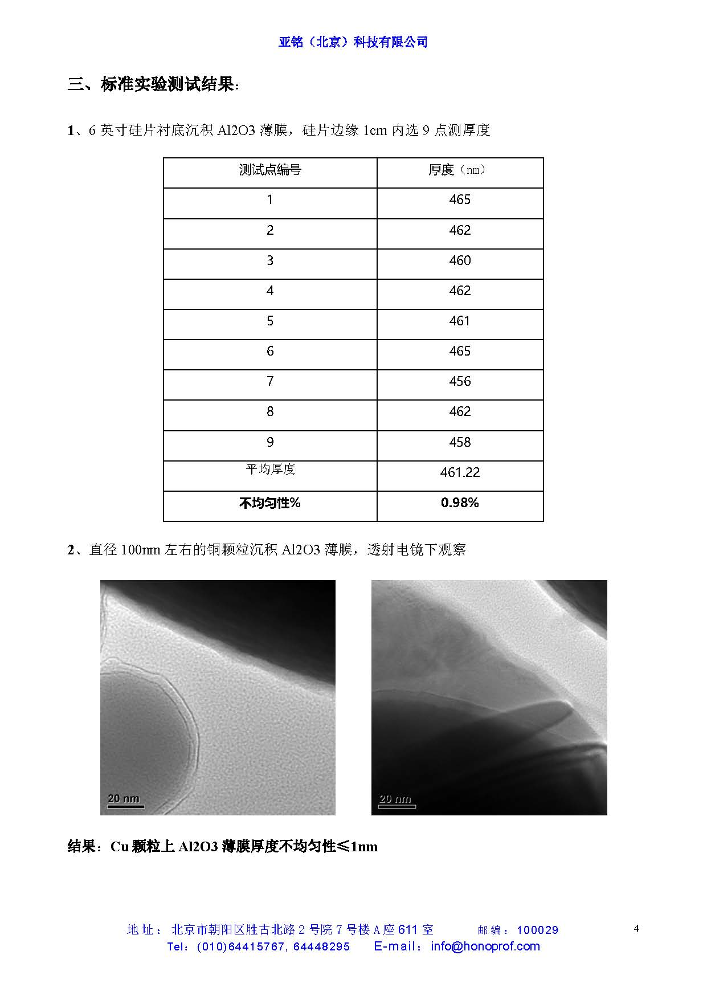 亚铭（北京）科技有限公司
三、标准实验测试结果：
1、6 英寸硅片衬底沉积 Al2O3 薄膜，硅片边缘 1cm 内选 9 点测厚度
测试点编号 厚度（nm）
1 465
2 462
3 460
4 462
5 461
6 465
7 456
8 462
9 458
平均厚度 461.22
不均匀性% 0.98%
2、直径 100nm 左右的铜颗粒沉积 Al2O3 薄膜，透射电镜下观察
20 nm 20 nm
结果：Cu 颗粒上 Al2O3 薄膜厚度不均匀性≤1nm
地址： 北京市朝阳区胜古北路 2 号院 7 号楼 A 座 611 室 邮编：100029 4
Tel：(010)64415767, 64448295 E-mail：info@honoprof.com